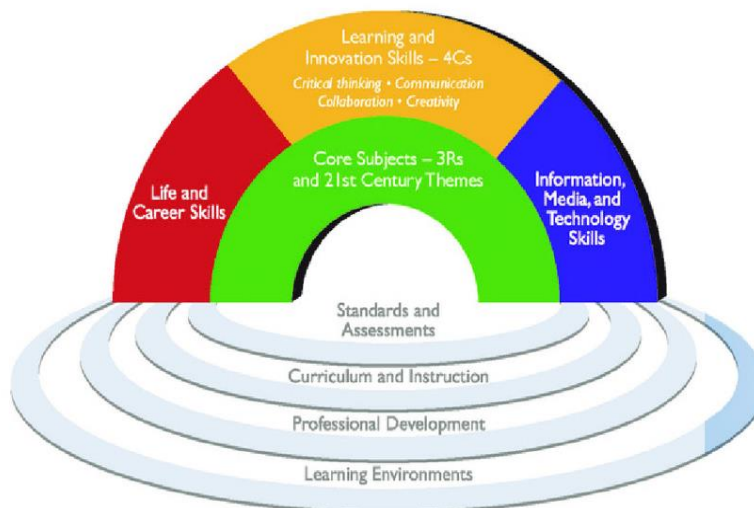 Learning and
Innovation Skills – 4Cs
Critical thinking • Communication
Collaboration • Creativity
Core Subjects – 3Rs
and 21st Century Themes
Life and
Career Skills
Information,
Media, and
Technology
Skills
Standards and
Assessments
Curriculum and Instruction
Professional Development
Learning Environments